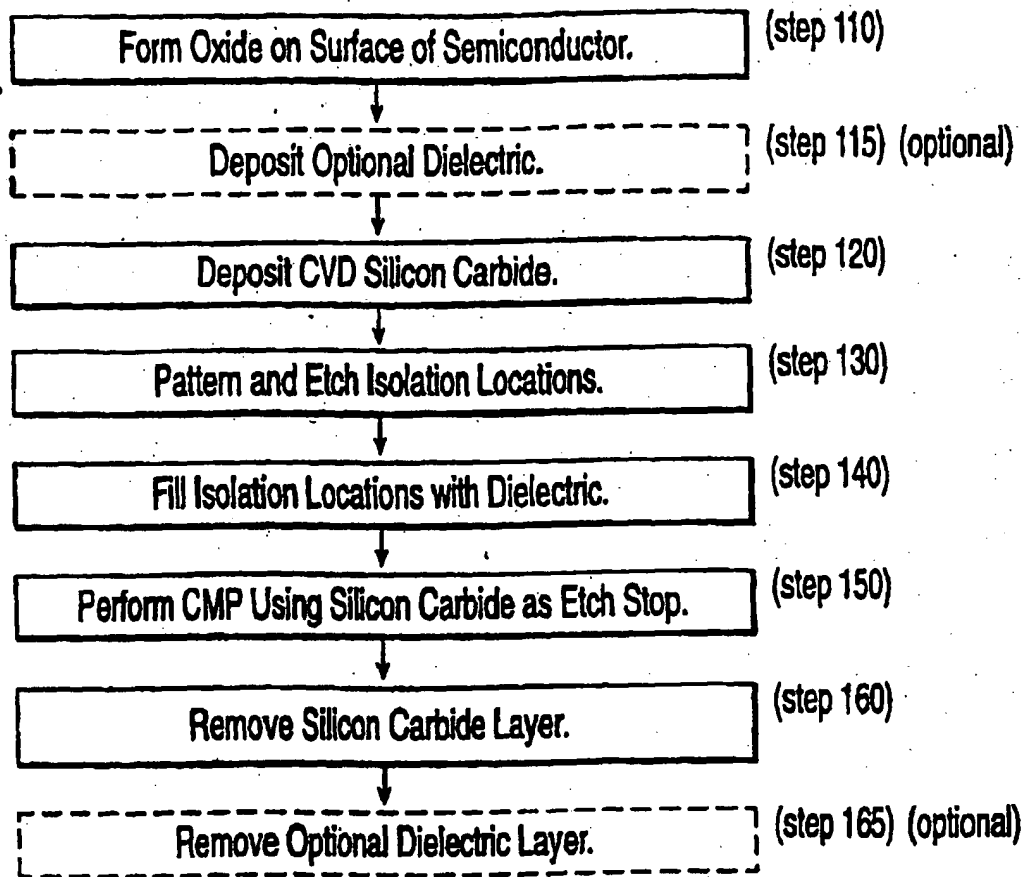 Form Oxide on Surface of Semiconductor. (step 110)
Deposit Optional Dielectric. (step 115) (optional)
Deposit CVD Silicon Carbide. (step 120)
Pattern and Etch Isolation Locations. (step 130)
Fill Isolation Locations with Dielectric. (step 140)
Perform CMP Using Silicon Carbide as Etch Stop. (step 150)
Remove Silicon Carbide Layer. (step 160)
Remove Optional Dielectric Layer. (step 165) (optional)